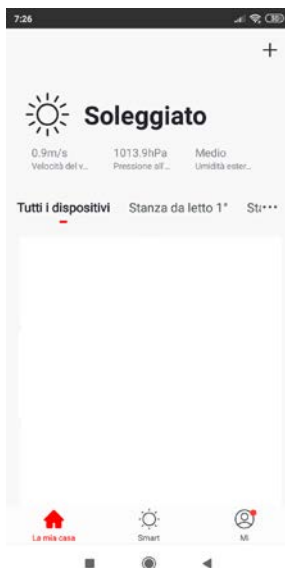 7:26
+
Soleggiato
0.9m/s 1013.9hPa Medio
Velocità del v... Pressione all'... Umidità ester...
Tutti i dispositivi Stanza da letto 1° St
La mia casa Smart Mi